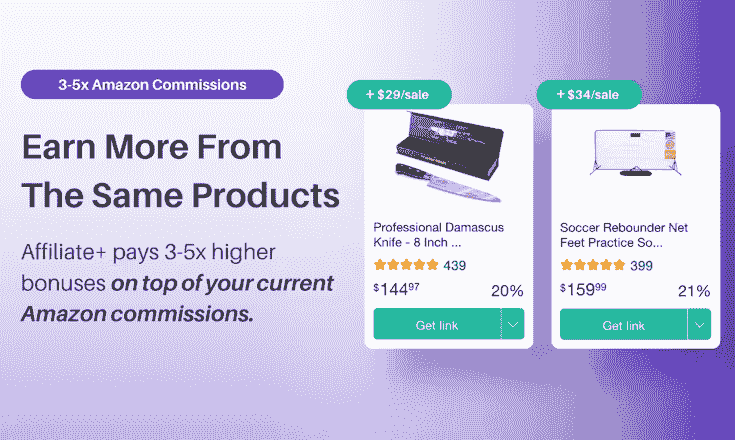 3-5x Amazon Commissions
Earn More From
The Same Products
Affiliate+ pays 3-5x higher
bonuses on top of your current
Amazon commissions.
+ $29/sale
Professional Damascus
Knife - 8 Inch ...
439
$144.97 20%
Get link
+ $34/sale
Soccer Rebounder Net
Feet Practice So...
399
$159.99 21%
Get link